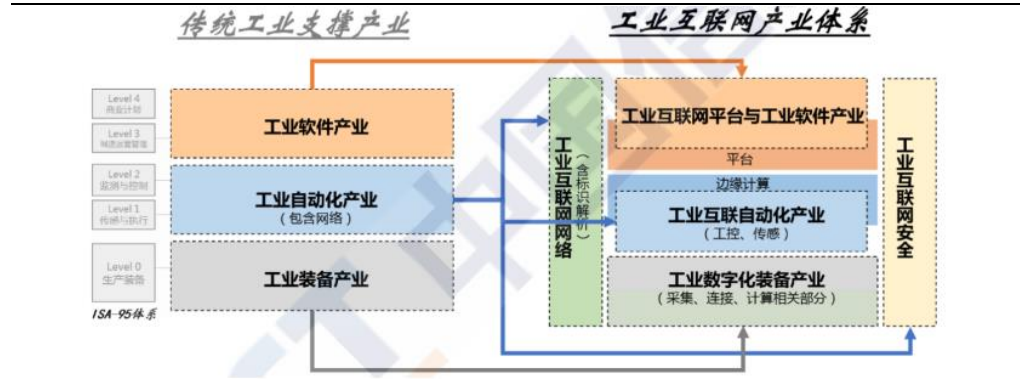 传统工业支撑产业
工业互联网产业体系
Level 4
商业计划
Level 3
制造运营管理
Level 2
监测与控制
Level 1
传感与执行
Level 0
生产装备
ISA-95体系
工业软件产业
工业自动化产业
（包含网络）
工业装备产业
工业互联网网络
（含标识解析）
工业互联网平台与工业软件产业
平台
边缘计算
工业互联自动化产业
（工控、传感）
工业数字化装备产业
（采集、连接、计算相关部分）
工业互联网安全